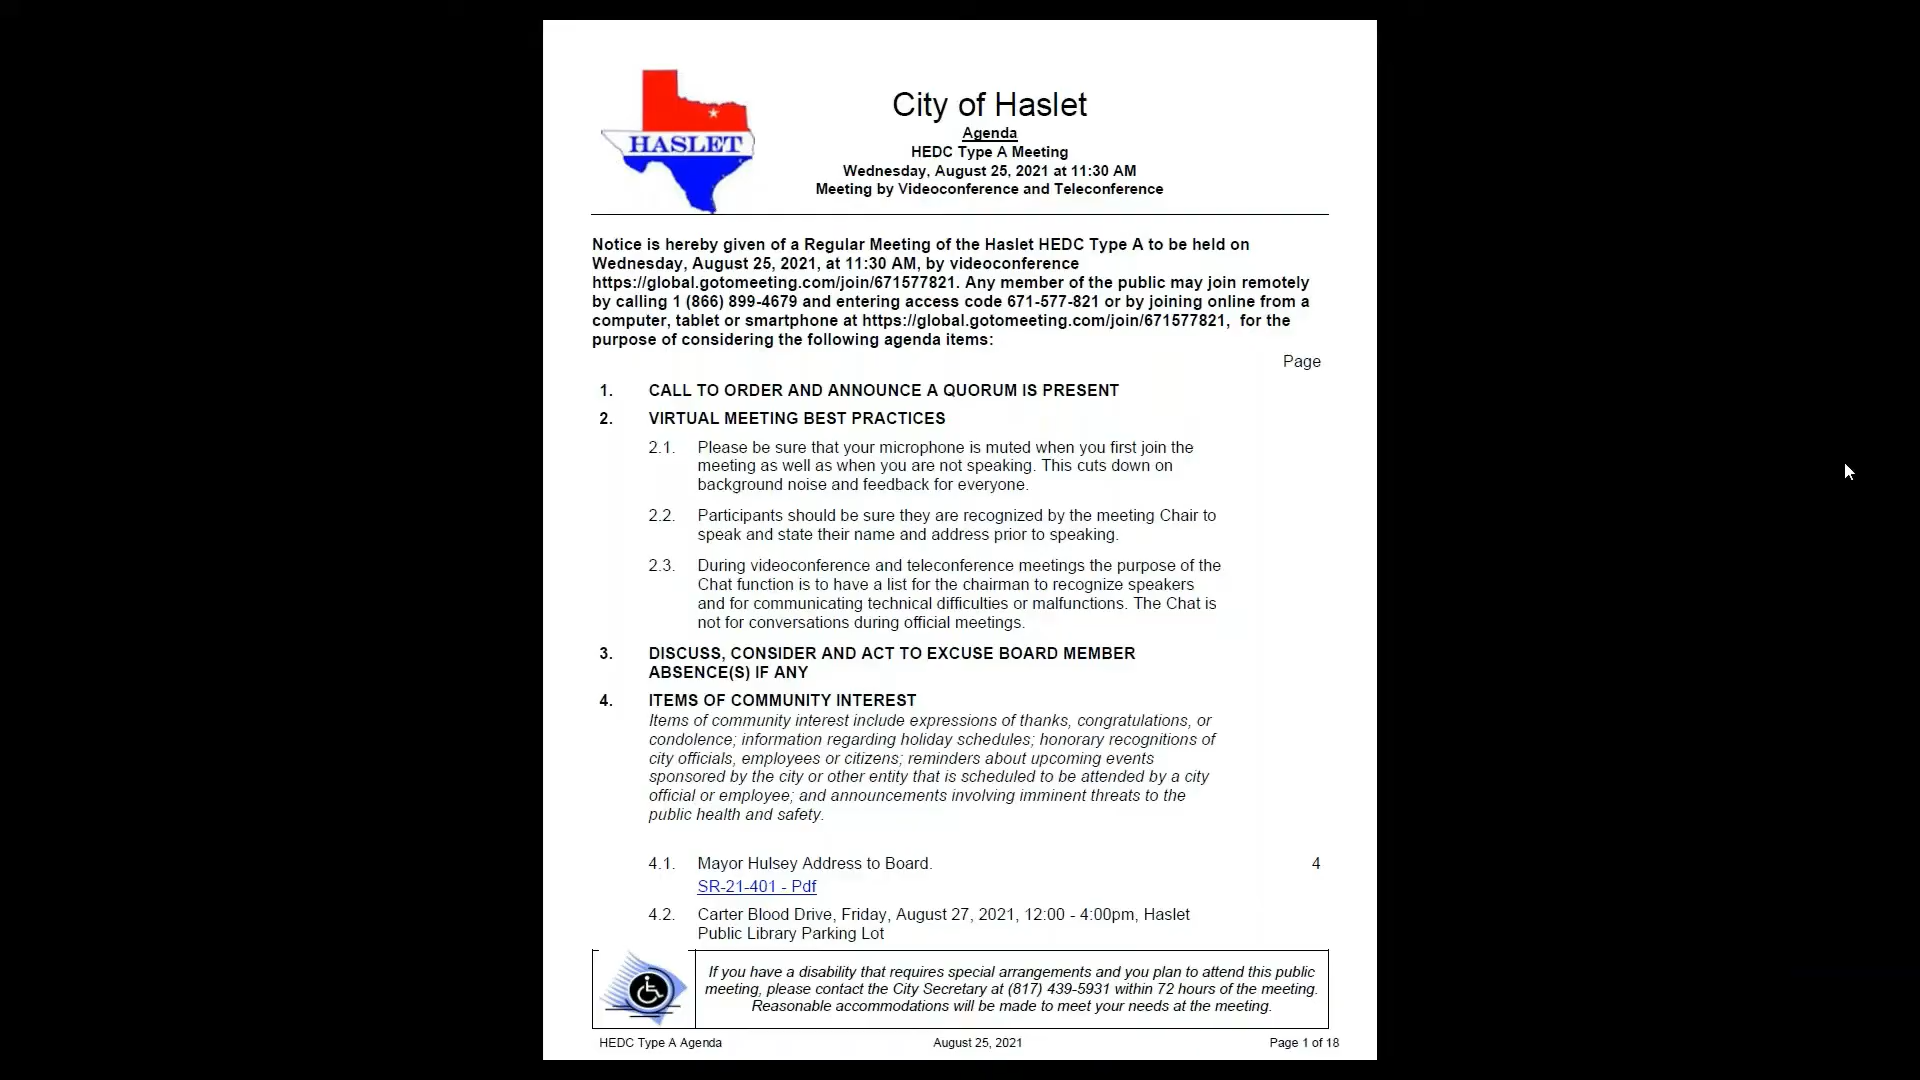 HASLET
City of Haslet
Agenda
HEDC Type A Meeting
Wednesday, August 25, 2021 at 11:30 AM
Meeting by Videoconference and Teleconference
Notice is hereby given of a Regular Meeting of the Haslet HEDC Type A to be held on
Wednesday, August 25, 2021, at 11:30 AM, by videoconference
https://global.gotomeeting.com/join/671577821. Any member of the public may join remotely
by calling 1 (866) 899-4679 and entering access code 671-577-821 or by joining online from a
computer, tablet or smartphone at https://global.gotomeeting.com/join/671577821,  for the
purpose of considering the following agenda items:
Page
1. CALL TO ORDER AND ANNOUNCE A QUORUM IS PRESENT
2. VIRTUAL MEETING BEST PRACTICES
2.1. Please be sure that your microphone is muted when you first join the
meeting as well as when you are not speaking. This cuts down on
background noise and feedback for everyone.
2.2. Participants should be sure they are recognized by the meeting Chair to
speak and state their name and address prior to speaking.
2.3. During videoconference and teleconference meetings the purpose of the
Chat function is to have a list for the chairman to recognize speakers
and for communicating technical difficulties or malfunctions. The Chat is
not for conversations during official meetings.
3. DISCUSS, CONSIDER AND ACT TO EXCUSE BOARD MEMBER
ABSENCE(S) IF ANY
4. ITEMS OF COMMUNITY INTEREST
Items of community interest include expressions of thanks, congratulations, or
condolence; information regarding holiday schedules; honorary recognitions of
city officials, employees or citizens; reminders about upcoming events
sponsored by the city or other entity that is scheduled to be attended by a city
official or employee; and announcements involving imminent threats to the
public health and safety.
4.1. Mayor Hulsey Address to Board. 4
SR-21-401 - Pdf
4.2. Carter Blood Drive, Friday, August 27, 2021, 12:00 - 4:00pm, Haslet
Public Library Parking Lot
If you have a disability that requires special arrangements and you plan to attend this public
meeting, please contact the City Secretary at (817) 439-5931 within 72 hours of the meeting.
Reasonable accommodations will be made to meet your needs at the meeting.
HEDC Type A Agenda August 25, 2021 Page 1 of 18